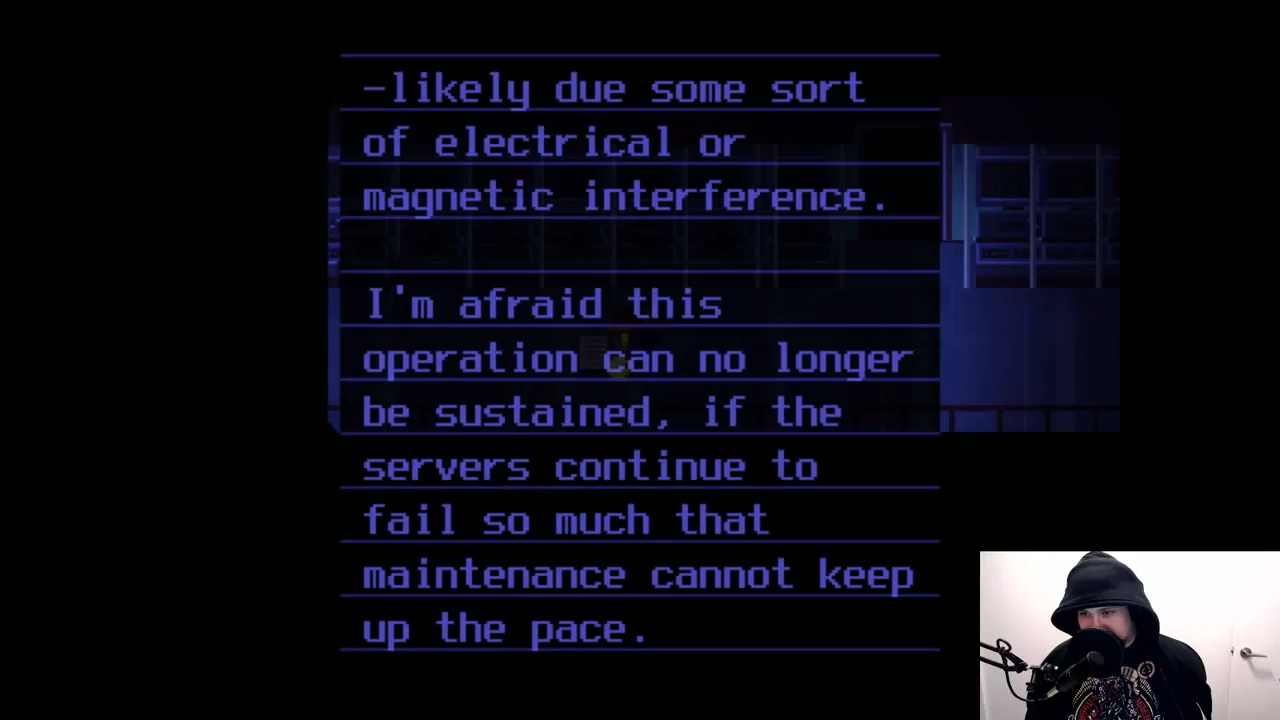 -likely due some sort
of electrical or
magnetic interference.
I'm afraid this
operation can no longer
be sustained, if the
servers continue to
fail so much that
maintenance cannot keep
up the pace.